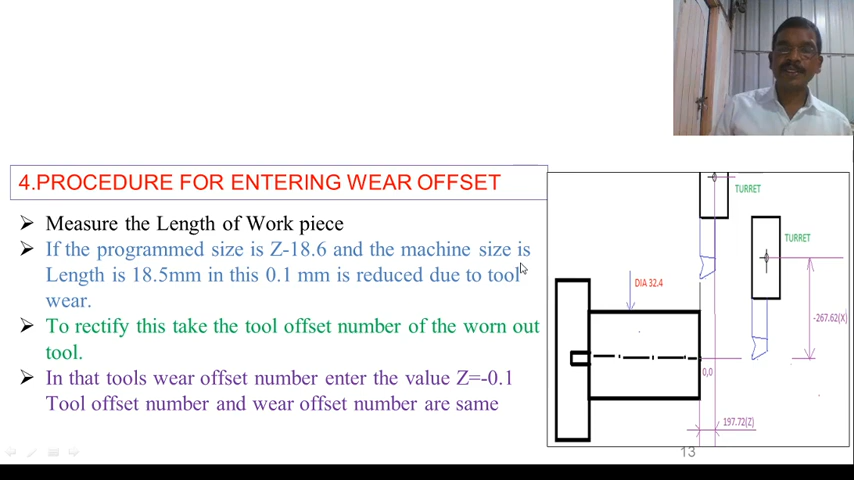 4.PROCEDURE FOR ENTERING WEAR OFFSET
Measure the Length of Work piece
If the programmed size is Z-18.6 and the machine size is
Length is 18.5mm in this 0.1 mm is reduced due to tool
wear.
To rectify this take the tool offset number of the worn out
tool.
In that tools wear offset number enter the value Z=-0.1
Tool offset number and wear offset number are same
TURRET
TURRET
DIA 32.4
-267.62(X)
0,0
197.72(Z)
13